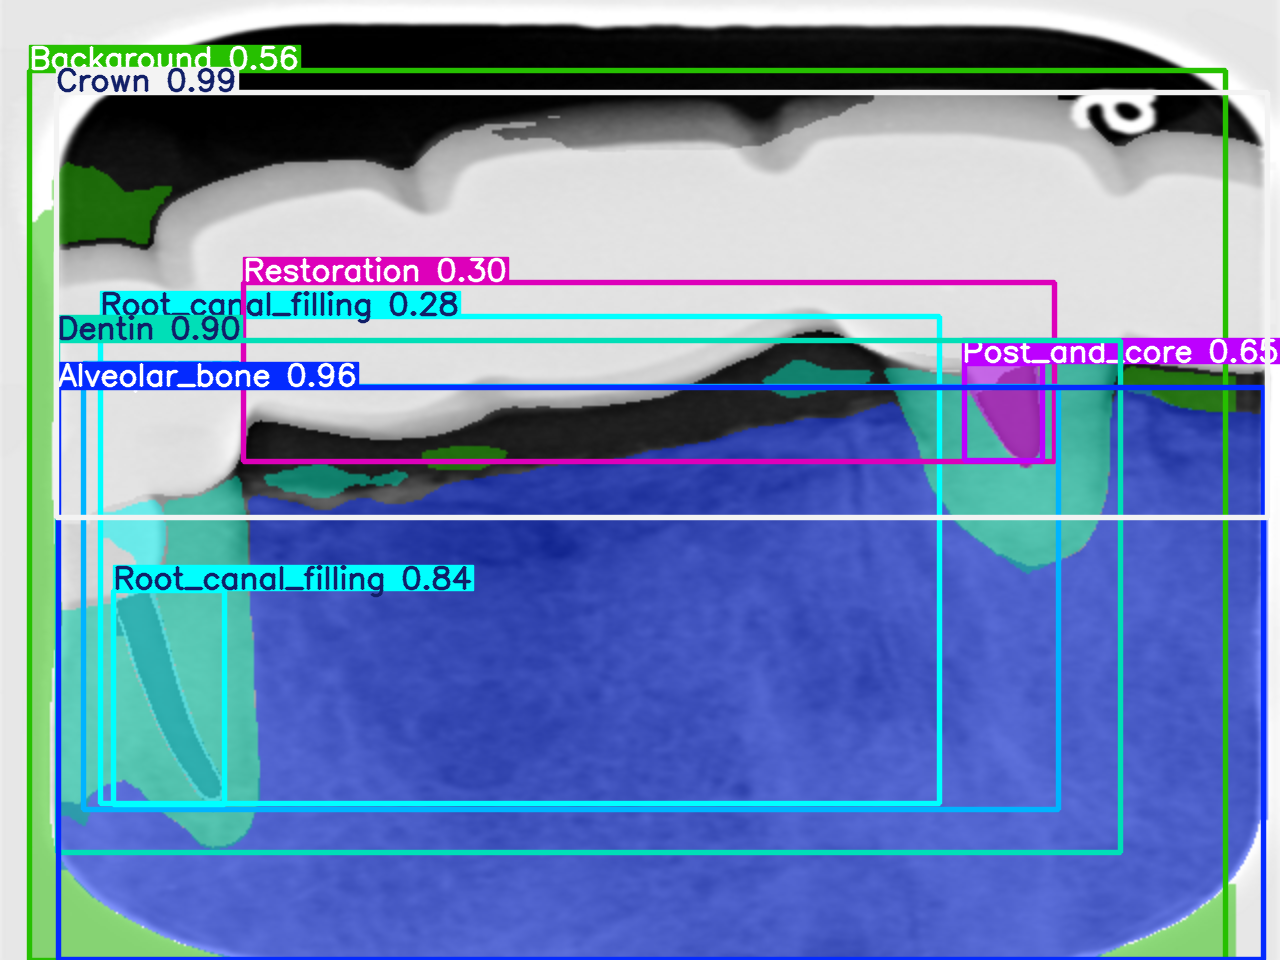 Background 0.56
Crown 0.99
a
Restoration 0.30
Root_canal_filling 0.28
Dentin 0.90
Post_and_core 0.65
Alveolar_bone 0.96
Root_canal_filling 0.84